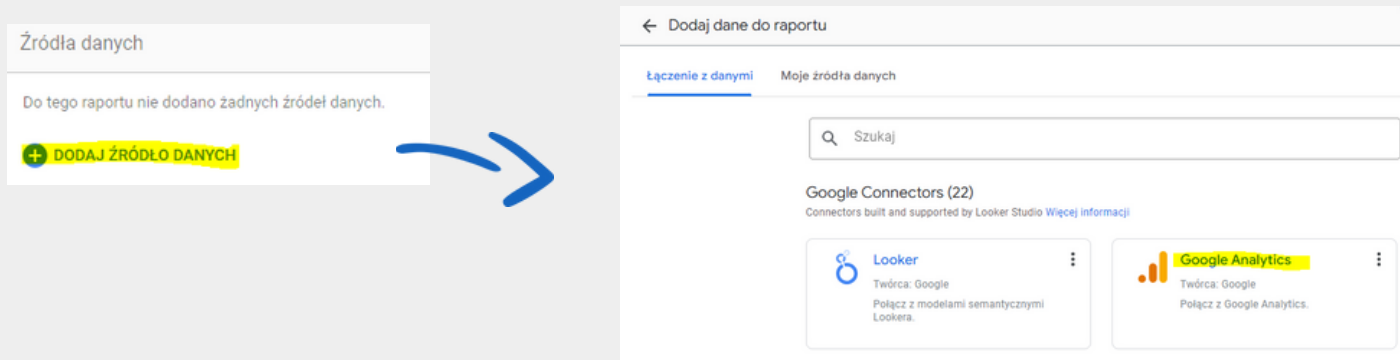 Źródła danych
Do tego raportu nie dodano żadnych źródeł danych.
DODAJ ŹRÓDŁO DANYCH
Dodaj dane do raportu
Łączenie z danymi
Moje źródła danych
Szukaj
Google Connectors (22)
Connectors built and supported by Looker Studio Więcej informacji
Looker
Twórca: Google
Połącz z modelami semantycznymi
Lookera.
Google Analytics
Twórca: Google
Połącz z Google Analytics.